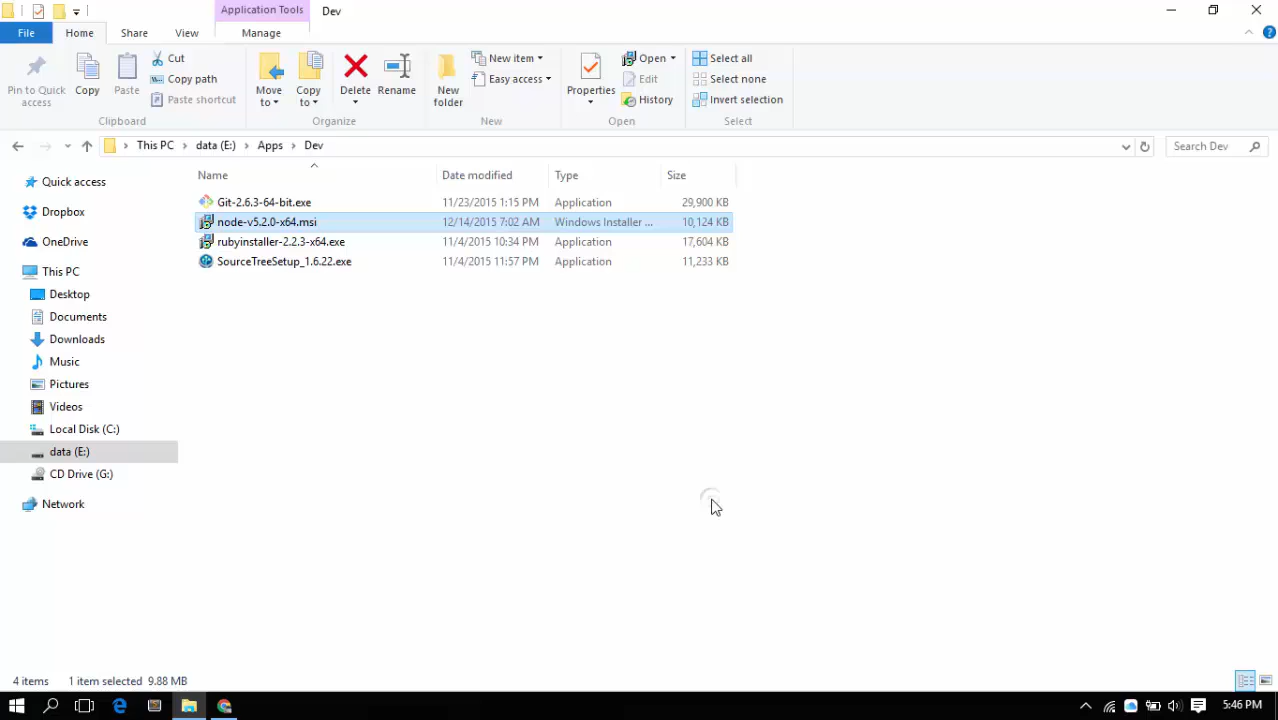 Application Tools Dev
File Home Share View Manage
Pin to Quick access
Copy
Paste
Cut
Copy path
Paste shortcut
Clipboard
Move to
Copy to
Delete
Rename
Organize
New folder
New item
Easy access
New
Properties
Open
Edit
History
Open
Select all
Select none
Invert selection
Select
This PC data (E:) Apps Dev
Search Dev
Name Date modified Type Size
Git-2.6.3-64-bit.exe 11/23/2015 1:15 PM Application 29,900 KB
node-v5.2.0-x64.msi 12/14/2015 7:02 AM Windows Installer ... 10,124 KB
rubyinstaller-2.2.3-x64.exe 11/4/2015 10:34 PM Application 17,604 KB
SourceTreeSetup_1.6.22.exe 11/4/2015 11:57 PM Application 11,233 KB
Quick access
Dropbox
OneDrive
This PC
Desktop
Documents
Downloads
Music
Pictures
Videos
Local Disk (C:)
data (E:)
CD Drive (G:)
Network
4 items 1 item selected 9.88 MB
5:46 PM